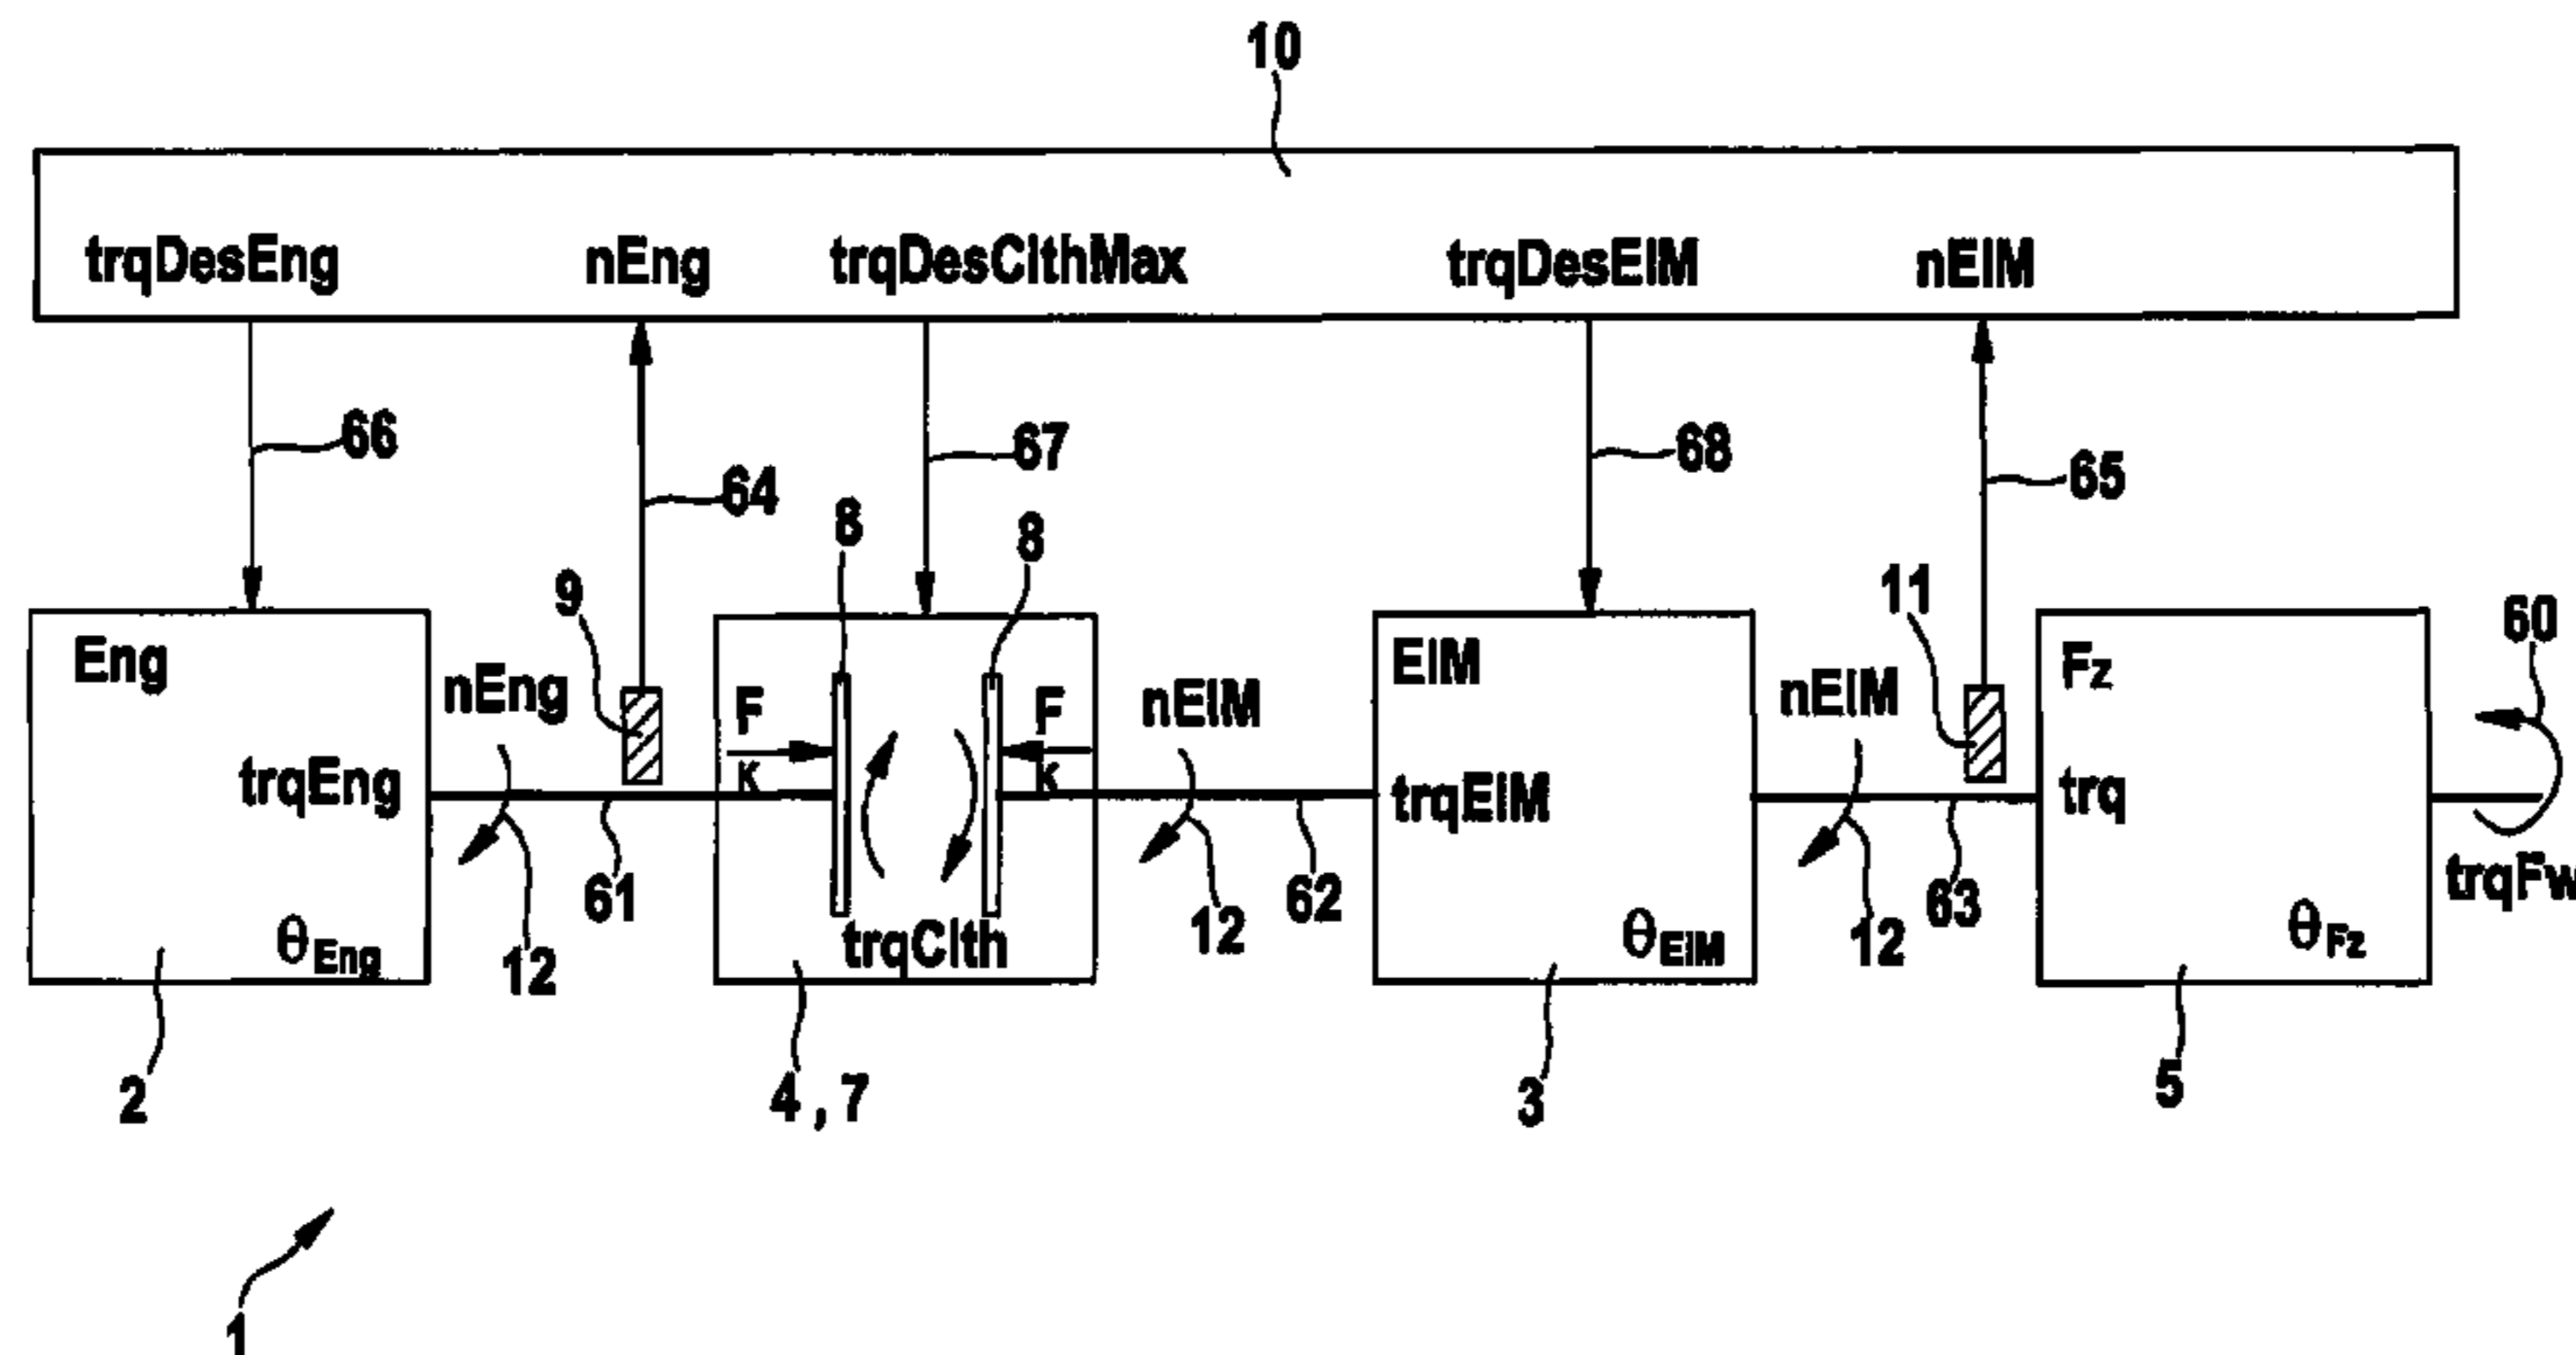 10
trqDesEng nEng trqDesClthMax trqDesElM nElM
66 64 67 68 65
8 8
9 11 60
Eng nEng F F nElM ElM nElM Fz
K K
trqEng trqElM trq
61 62 63 trqFw
12 trqClth 12 12
θEng θElM θFz
2 4,7 3 5
1